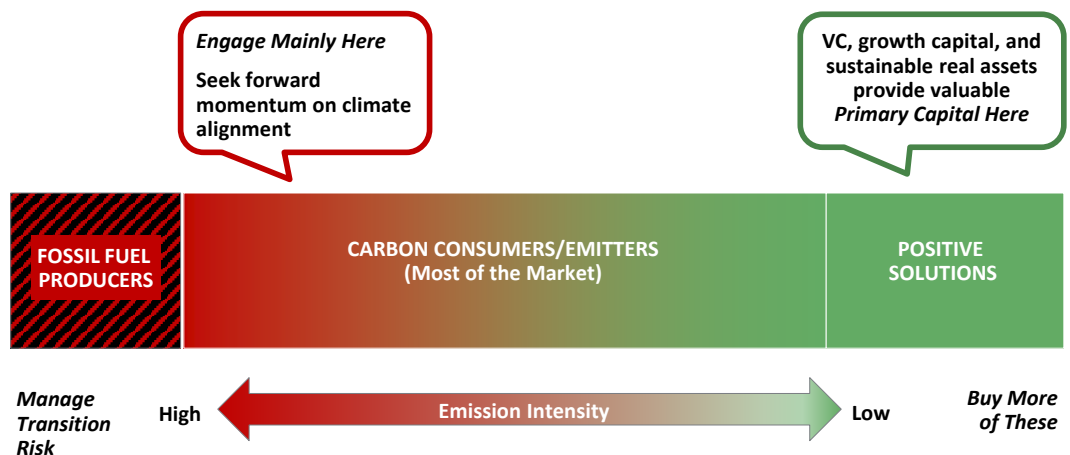 Engage Mainly Here
Seek forward
momentum on climate
alignment
VC, growth capital, and
sustainable real assets
provide valuable
Primary Capital Here
FOSSIL FUEL
PRODUCERS
CARBON CONSUMERS/EMITTERS
(Most of the Market)
POSITIVE
SOLUTIONS
Manage
Transition
Risk
High
Emission Intensity
Low
Buy More
of These